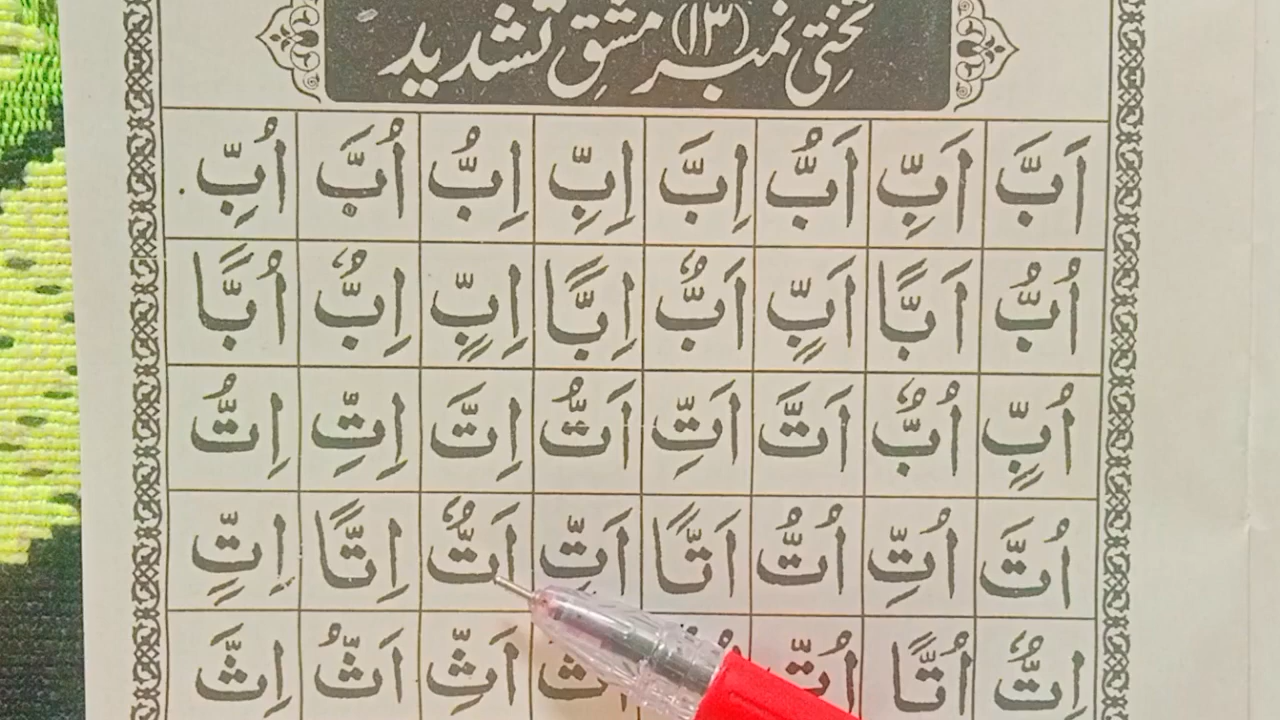 تختی نمبر (۱۳) مشق تشدید
اَبَّ اَبِّ اَبُّ اِبَّ اِبِّ اِبُّ اُبَّ اُبِّ
اُبُّ اَبًّا اَبٍّ اَبٌّ اِبًّا اِبٍّ اِبٌّ اُبًّا
اُبٍّ اُبٌّ اَتَّ اَتِّ اَتُّ اِتَّ اِتِّ اِتُّ
اُتَّ اُتِّ اُتُّ اَتًّا اَتٍّ اَتٌّ اِتًّا اِتٍّ
اِتٌّ اُتًّا اَثِّ اَثُّ اِثَّ